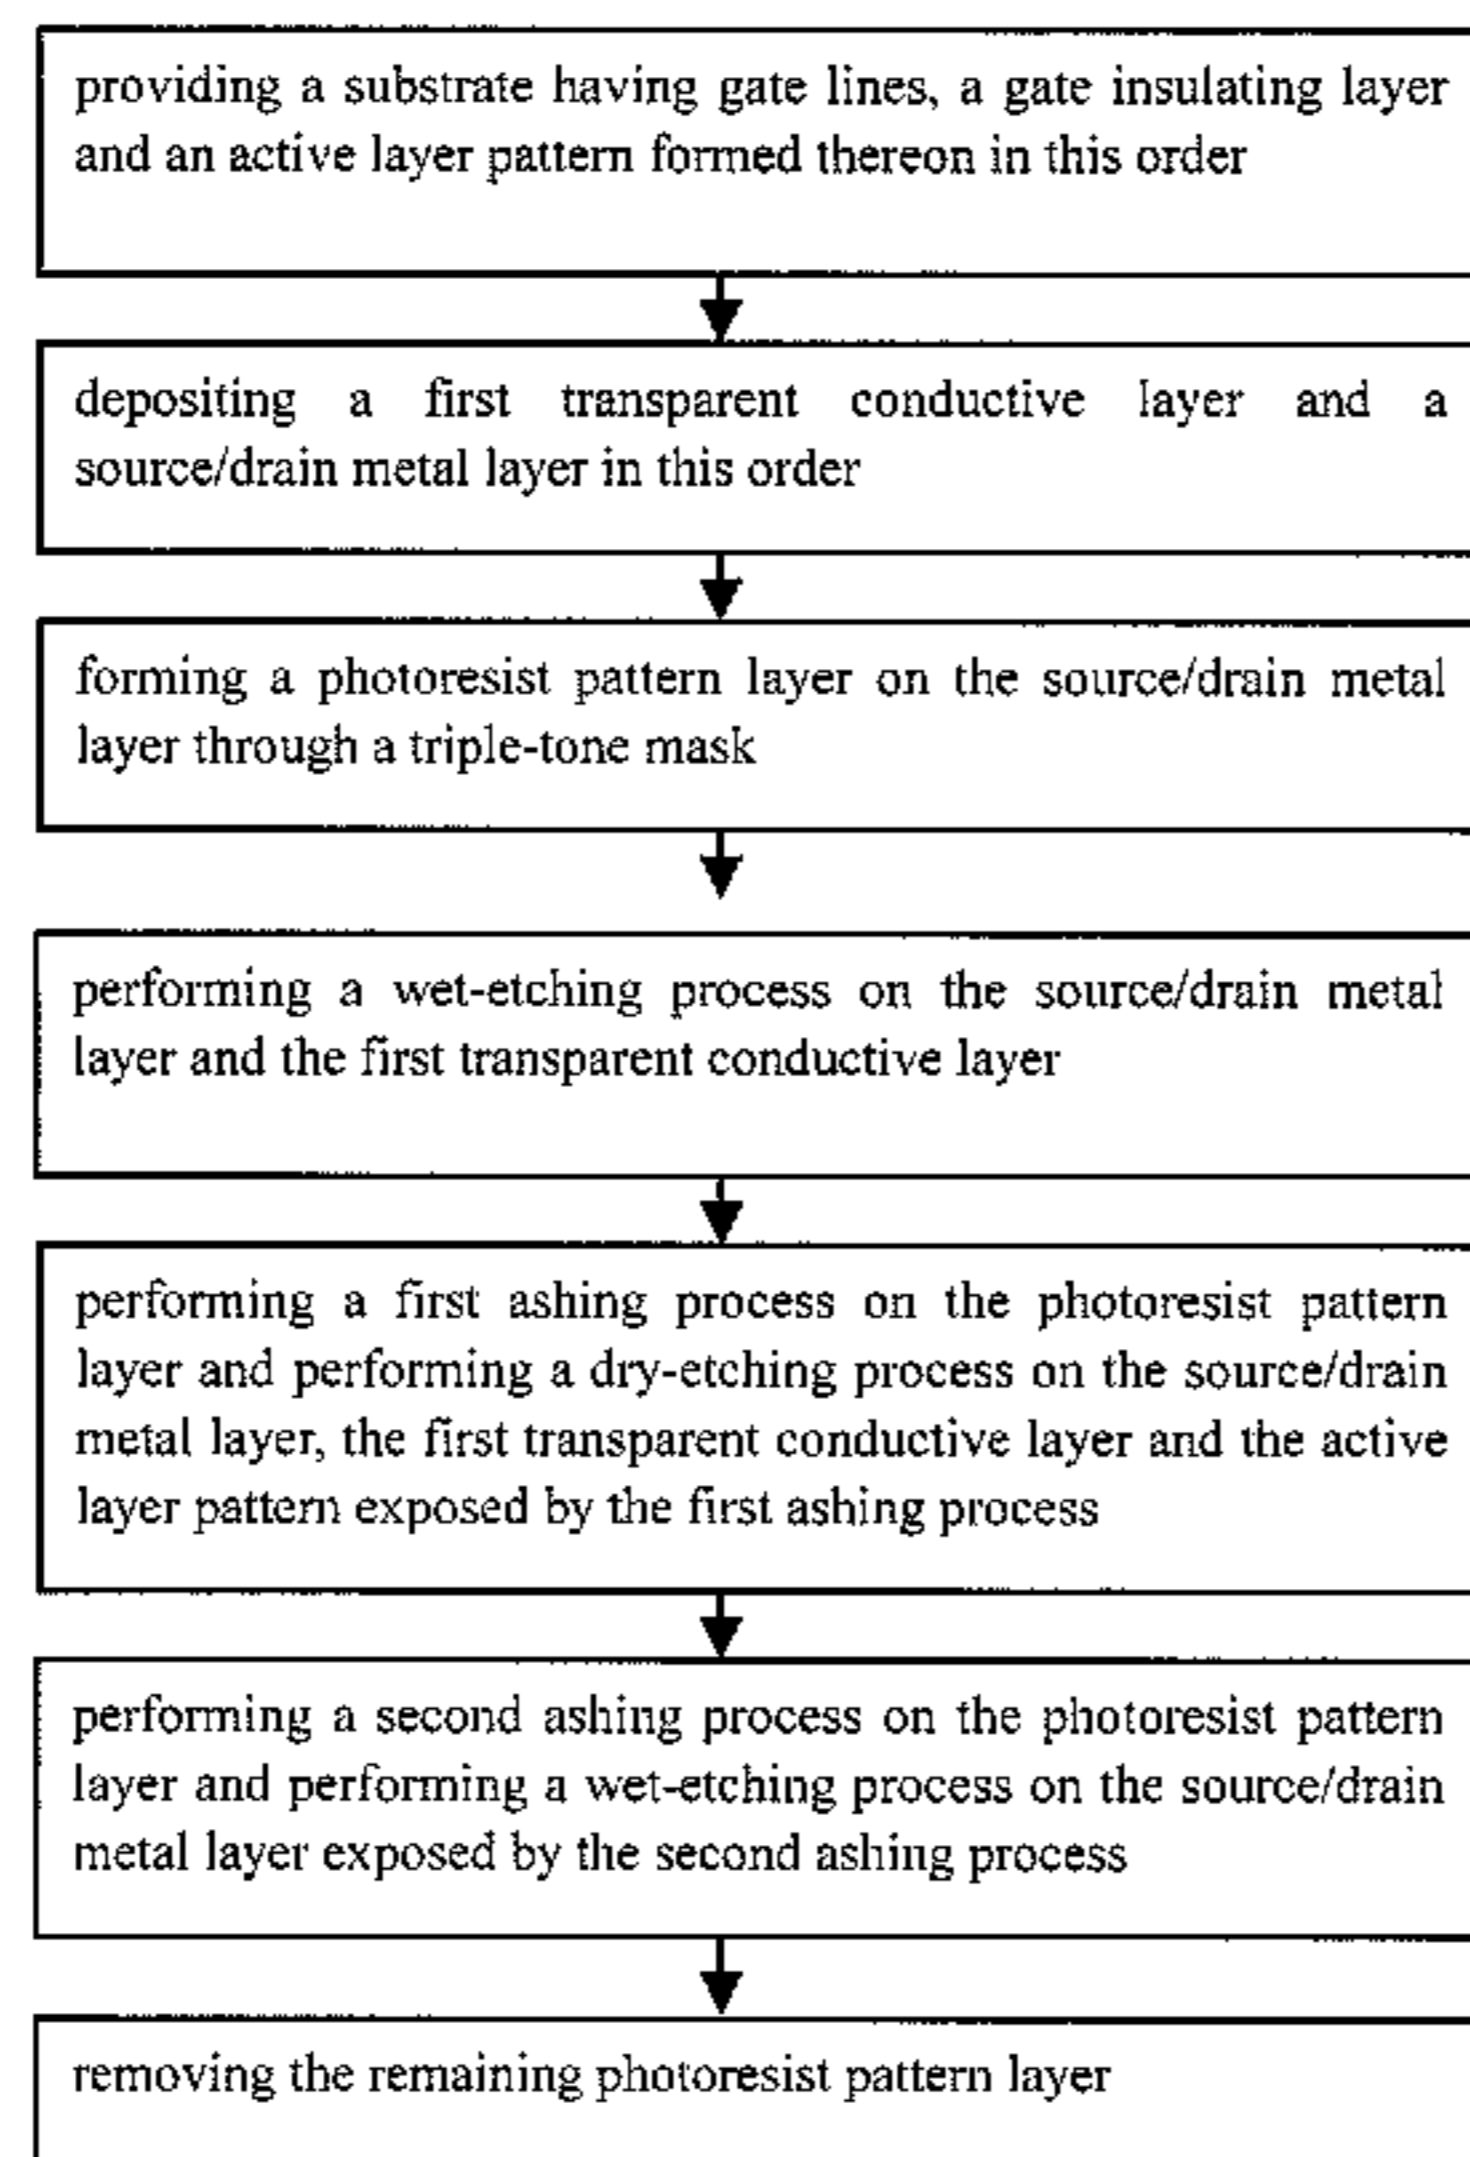 providing a substrate having gate lines, a gate insulating layer
and an active layer pattern formed thereon in this order
depositing a first transparent conductive layer and a
source/drain metal layer in this order
forming a photoresist pattern layer on the source/drain metal
layer through a triple-tone mask
performing a wet-etching process on the source/drain metal
layer and the first transparent conductive layer
performing a first ashing process on the photoresist pattern
layer and performing a dry-etching process on the source/drain
metal layer, the first transparent conductive layer and the active
layer pattern exposed by the first ashing process
performing a second ashing process on the photoresist pattern
layer and performing a wet-etching process on the source/drain
metal layer exposed by the second ashing process
removing the remaining photoresist pattern layer